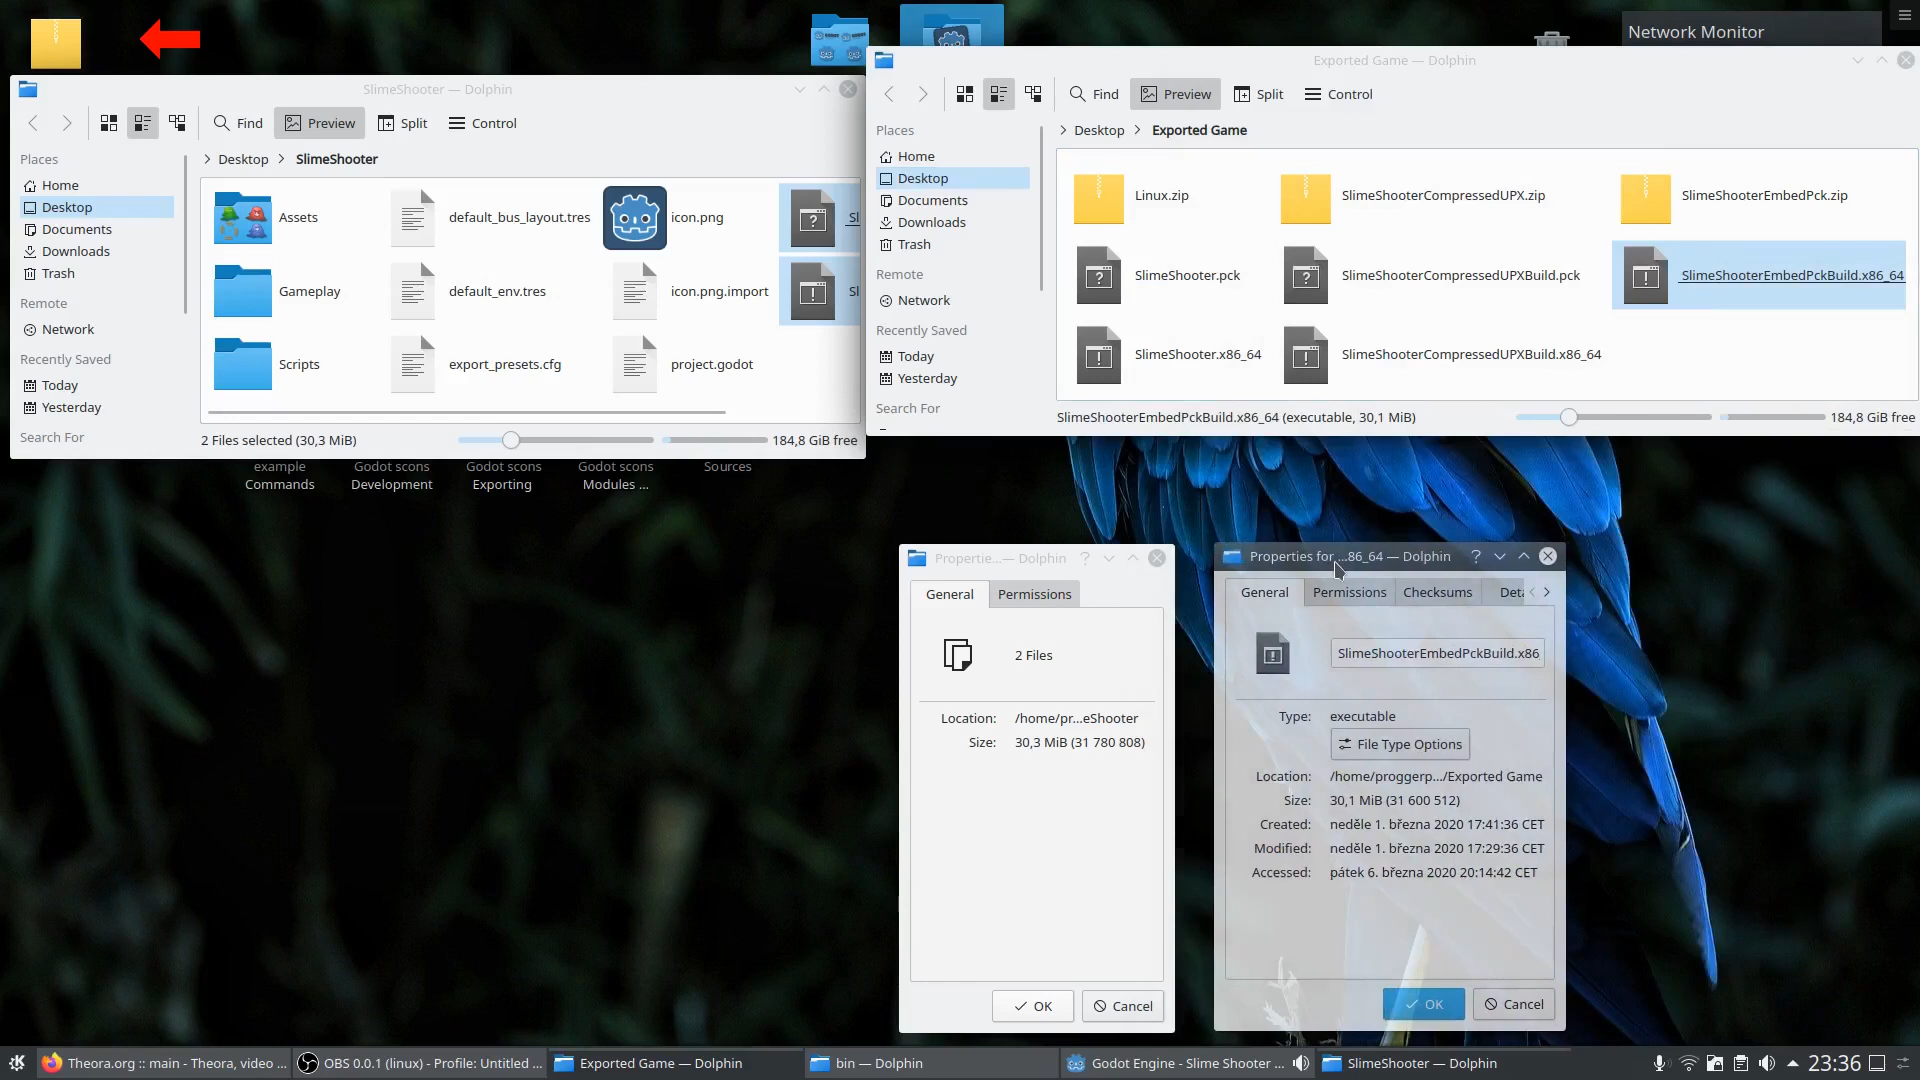 Network Monitor
SlimeShooter — Dolphin
Find
Preview
Split
Control
Places
Home
Desktop
Documents
Downloads
Trash
Remote
Network
Recently Saved
Today
Yesterday
Search For
Desktop
SlimeShooter
Assets
default_bus_layout.tres
icon.png
Sl
Gameplay
default_env.tres
icon.png.import
Sl
Scripts
export_presets.cfg
project.godot
2 Files selected (30,3 MiB)
184,8 GiB free
Exported Game — Dolphin
Find
Preview
Split
Control
Places
Home
Desktop
Documents
Downloads
Trash
Remote
Network
Recently Saved
Today
Yesterday
Search For
Desktop
Exported Game
Linux.zip
SlimeShooterCompressedUPX.zip
SlimeShooterEmbedPck.zip
SlimeShooter.pck
SlimeShooterCompressedUPXBuild.pck
SlimeShooterEmbedPckBuild.x86_64
SlimeShooter.x86_64
SlimeShooterCompressedUPXBuild.x86_64
SlimeShooterEmbedPckBuild.x86_64 (executable, 30,1 MiB)
184,8 GiB free
example
Commands
Godot scons
Development
Godot scons
Exporting
Godot scons
Modules ...
Sources
Propertie...— Dolphin
General
Permissions
2 Files
Location: /home/pr...eShooter
Size: 30,3 MiB (31 780 808)
OK
Cancel
Properties for ...86_64 — Dolphin
General
Permissions
Checksums
Deta
SlimeShooterEmbedPckBuild.x86
Type: executable
File Type Options
Location: /home/proggerp.../Exported Game
Size: 30,1 MiB (31 600 512)
Created: neděle 1. března 2020 17:41:36 CET
Modified: neděle 1. března 2020 17:29:36 CET
Accessed: pátek 6. března 2020 20:14:42 CET
OK
Cancel
Theora.org :: main - Theora, video ...
OBS 0.0.1 (linux) - Profile: Untitled ...
Exported Game — Dolphin
bin — Dolphin
Godot Engine - Slime Shooter ...
SlimeShooter — Dolphin
23:36